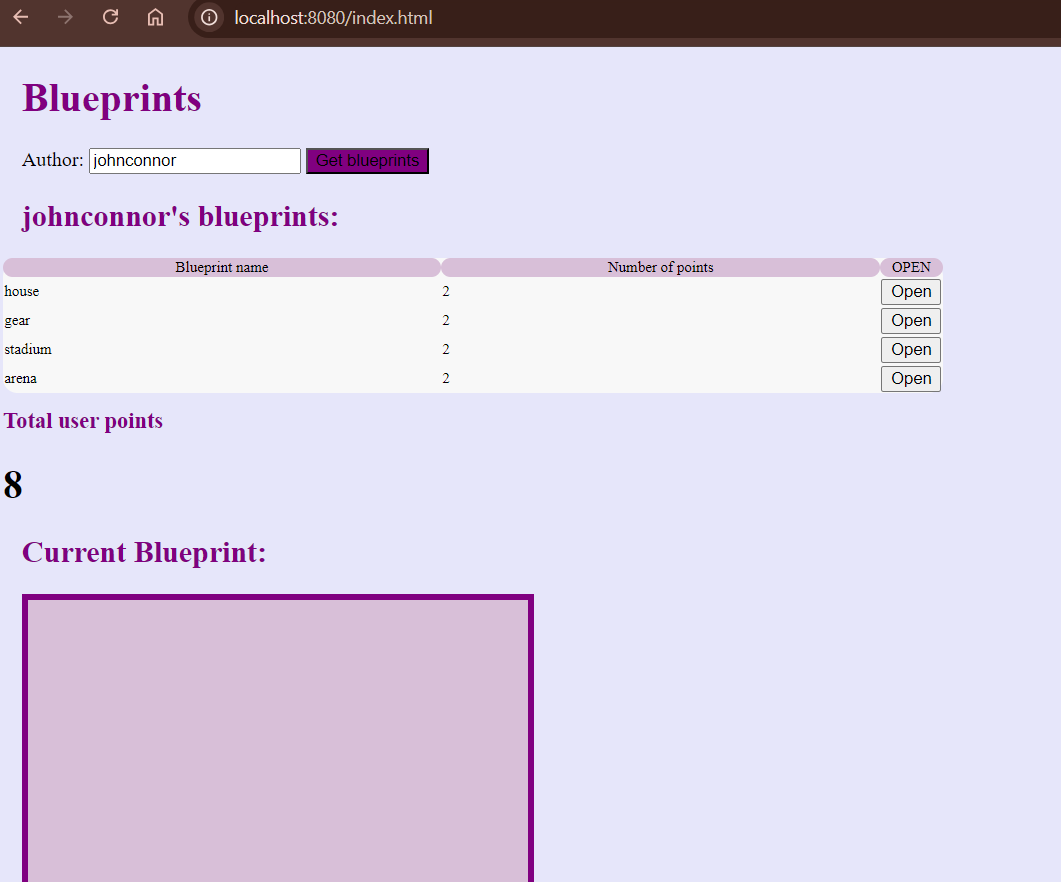 localhost:8080/index.html
Blueprints
Author: johnconnor Get blueprints
johnconnor's blueprints:
Blueprint name Number of points OPEN
house 2 Open
gear 2 Open
stadium 2 Open
arena 2 Open
Total user points
8
Current Blueprint: